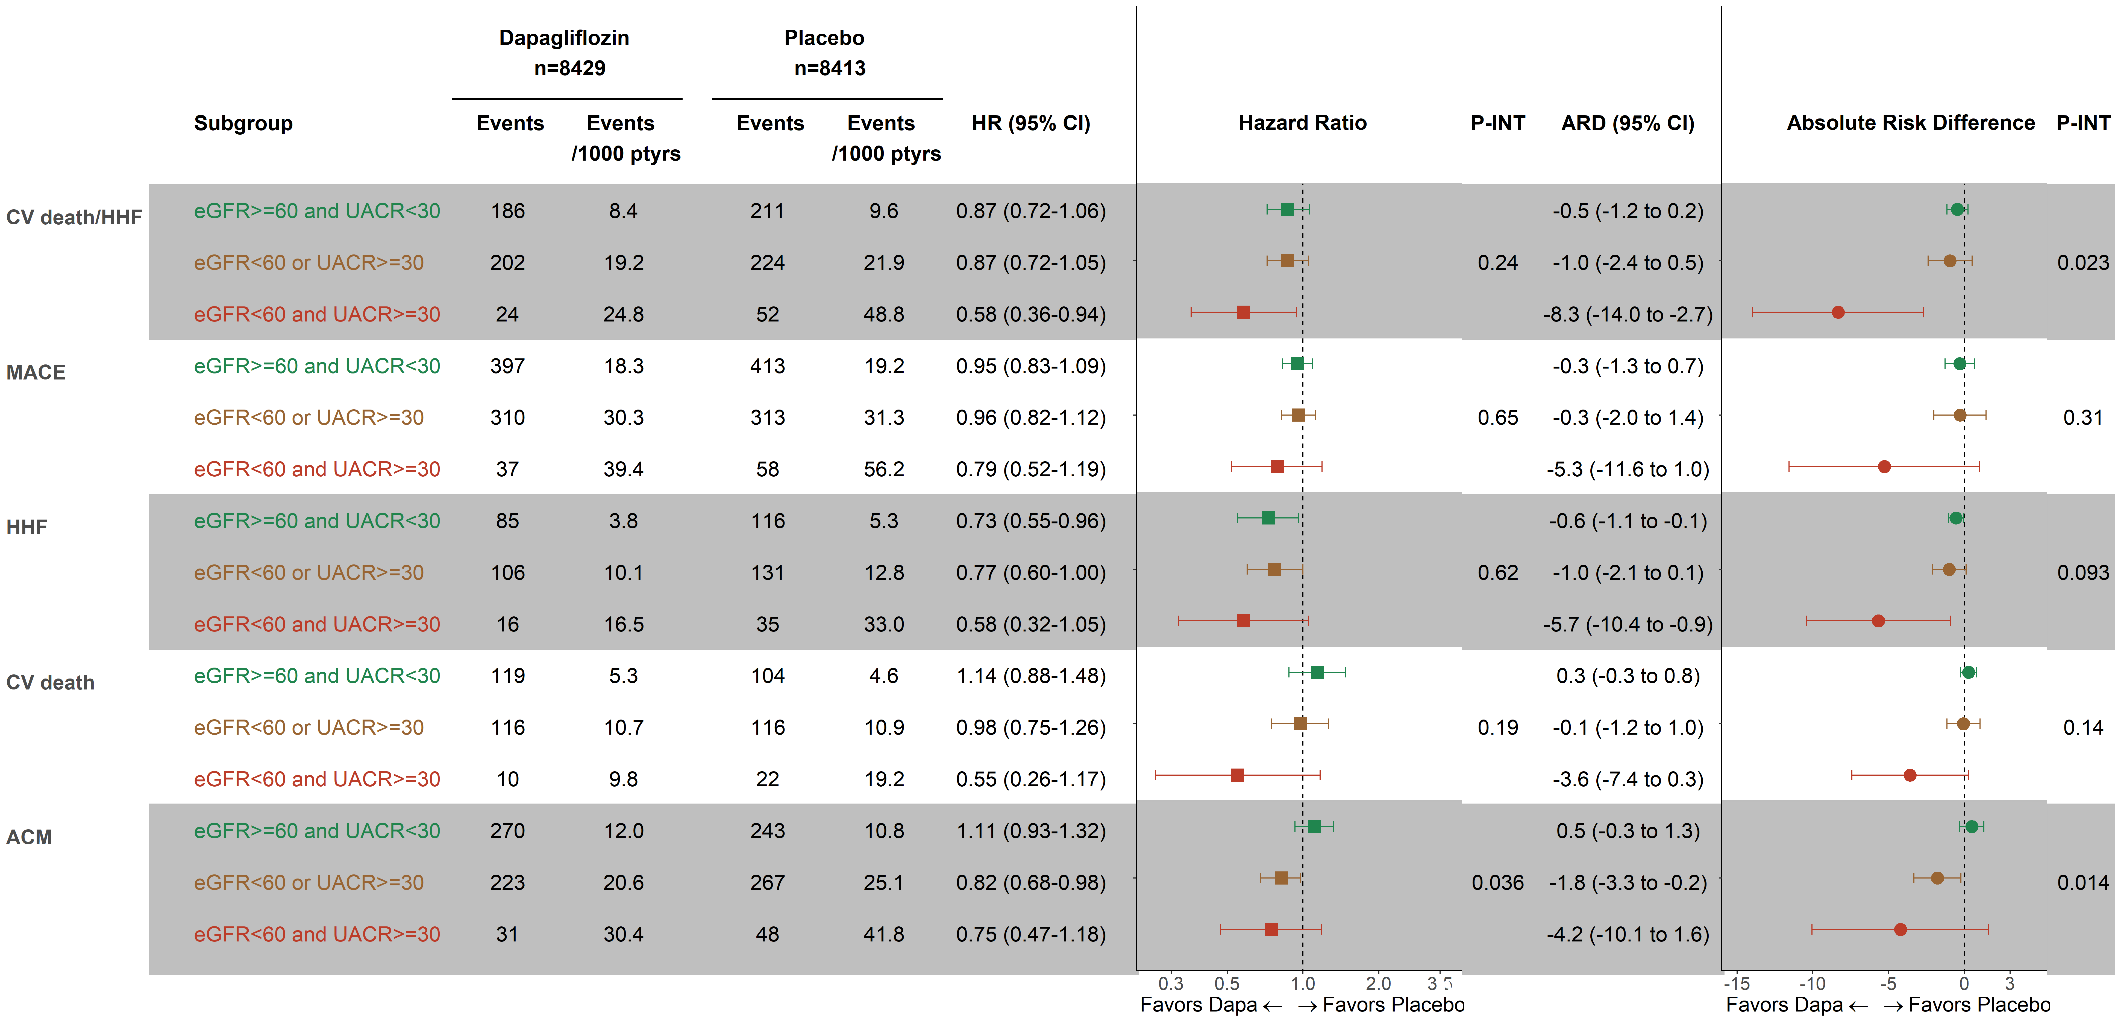 Dapagliflozin Placebo
n=8429 n=8413
Subgroup Events Events Events Events HR (95% CI) Hazard Ratio P-INT ARD (95% CI) Absolute Risk Difference P-INT
/1000 ptyrs /1000 ptyrs
CV death/HHF eGFR>=60 and UACR<30 186 8.4 211 9.6 0.87 (0.72-1.06) -0.5 (-1.2 to 0.2)
eGFR<60 or UACR>=30 202 19.2 224 21.9 0.87 (0.72-1.05) 0.24 -1.0 (-2.4 to 0.5) 0.023
eGFR<60 and UACR>=30 24 24.8 52 48.8 0.58 (0.36-0.94) -8.3 (-14.0 to -2.7)
MACE eGFR>=60 and UACR<30 397 18.3 413 19.2 0.95 (0.83-1.09) -0.3 (-1.3 to 0.7)
eGFR<60 or UACR>=30 310 30.3 313 31.3 0.96 (0.82-1.12) 0.65 -0.3 (-2.0 to 1.4) 0.31
eGFR<60 and UACR>=30 37 39.4 58 56.2 0.79 (0.52-1.19) -5.3 (-11.6 to 1.0)
HHF eGFR>=60 and UACR<30 85 3.8 116 5.3 0.73 (0.55-0.96) -0.6 (-1.1 to -0.1)
eGFR<60 or UACR>=30 106 10.1 131 12.8 0.77 (0.60-1.00) 0.62 -1.0 (-2.1 to 0.1) 0.093
eGFR<60 and UACR>=30 16 16.5 35 33.0 0.58 (0.32-1.05) -5.7 (-10.4 to -0.9)
CV death eGFR>=60 and UACR<30 119 5.3 104 4.6 1.14 (0.88-1.48) 0.3 (-0.3 to 0.8)
eGFR<60 or UACR>=30 116 10.7 116 10.9 0.98 (0.75-1.26) 0.19 -0.1 (-1.2 to 1.0) 0.14
eGFR<60 and UACR>=30 10 9.8 22 19.2 0.55 (0.26-1.17) -3.6 (-7.4 to 0.3)
ACM eGFR>=60 and UACR<30 270 12.0 243 10.8 1.11 (0.93-1.32) 0.5 (-0.3 to 1.3)
eGFR<60 or UACR>=30 223 20.6 267 25.1 0.82 (0.68-0.98) 0.036 -1.8 (-3.3 to -0.2) 0.014
eGFR<60 and UACR>=30 31 30.4 48 41.8 0.75 (0.47-1.18) -4.2 (-10.1 to 1.6)
0.3 0.5 1.0 2.0 -15 -10 -5 0 3
Favors Dapa ← → Favors Placebo Favors Dapa ← → Favors Placebo